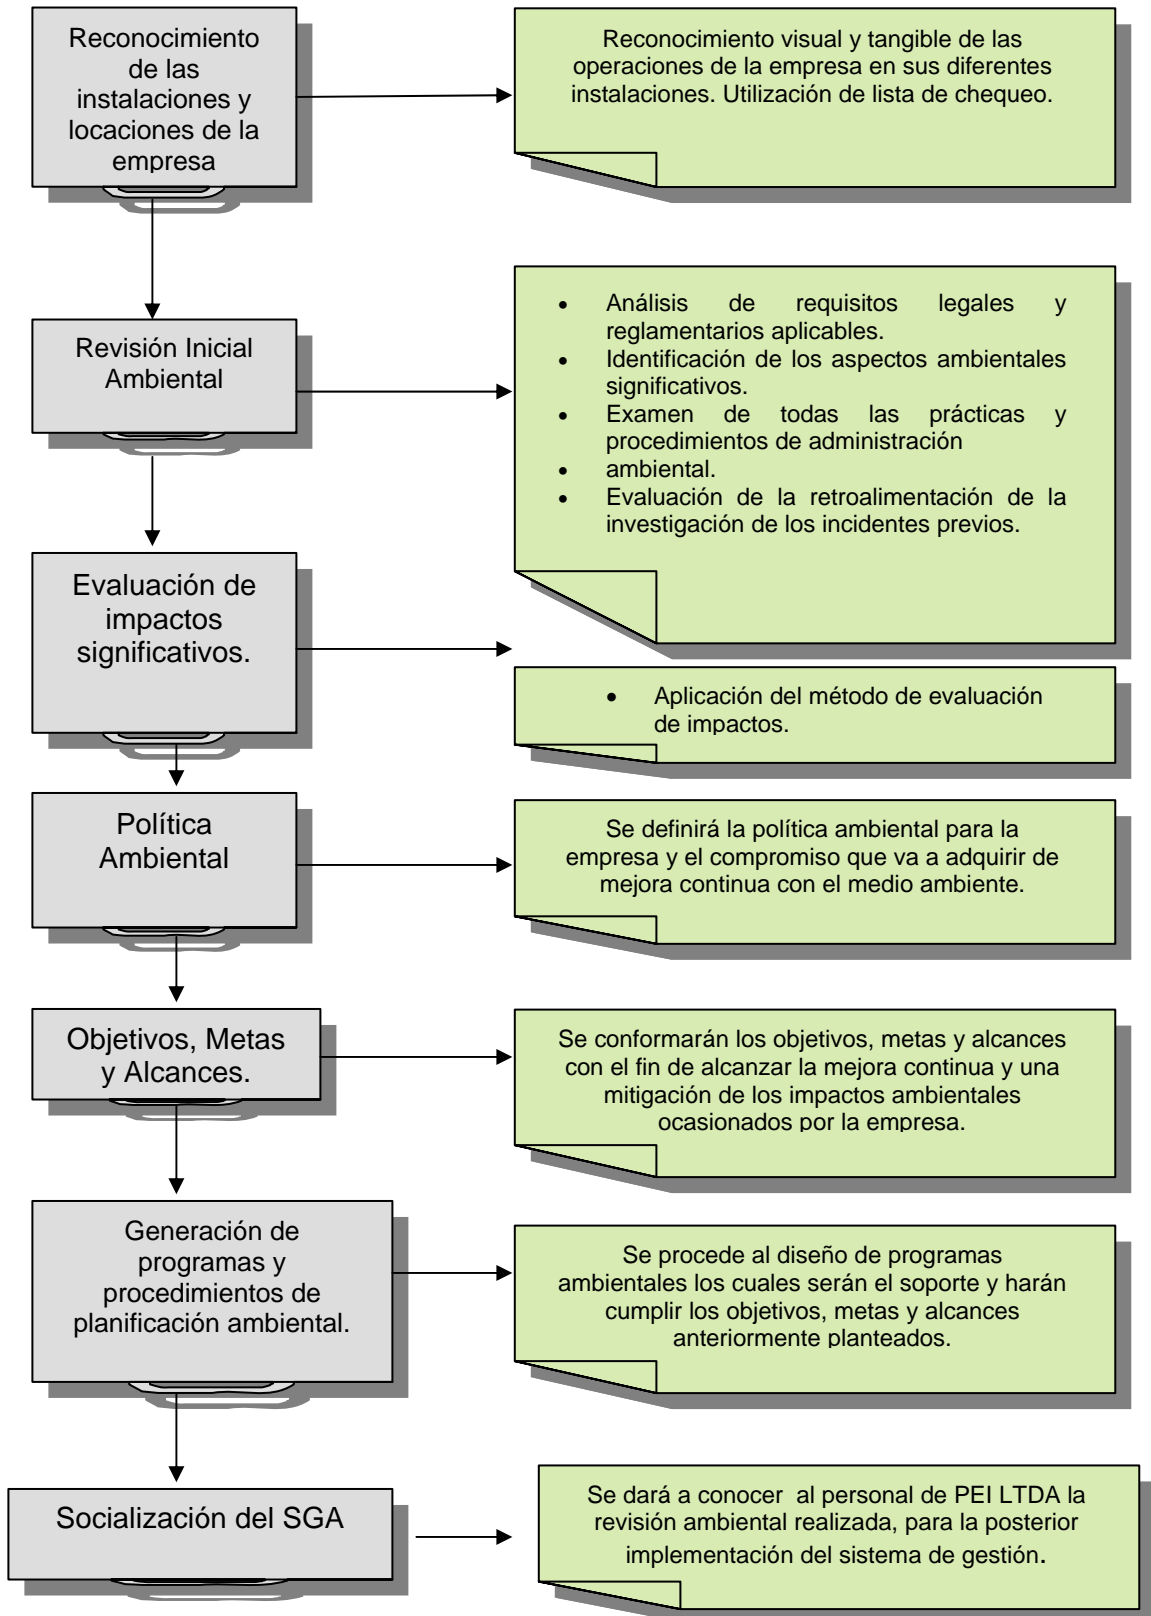 Reconocimiento
de las
instalaciones y
locaciones de la
empresa
Reconocimiento visual y tangible de las
operaciones de la empresa en sus diferentes
instalaciones. Utilización de lista de chequeo.
Revisión Inicial
Ambiental
• Análisis de requisitos legales y
reglamentarios aplicables.
• Identificación de los aspectos ambientales
significativos.
• Examen de todas las prácticas y
procedimientos de administración
• ambiental.
• Evaluación de la retroalimentación de la
investigación de los incidentes previos.
Evaluación de
impactos
significativos.
• Aplicación del método de evaluación
de impactos.
Política
Ambiental
Se definirá la política ambiental para la
empresa y el compromiso que va a adquirir de
mejora continua con el medio ambiente.
Objetivos, Metas
y Alcances.
Se conformarán los objetivos, metas y alcances
con el fin de alcanzar la mejora continua y una
mitigación de los impactos ambientales
ocasionados por la empresa.
Generación de
programas y
procedimientos de
planificación ambiental.
Se procede al diseño de programas
ambientales los cuales serán el soporte y harán
cumplir los objetivos, metas y alcances
anteriormente planteados.
Socialización del SGA
Se dará a conocer al personal de PEI LTDA la
revisión ambiental realizada, para la posterior
implementación del sistema de gestión.